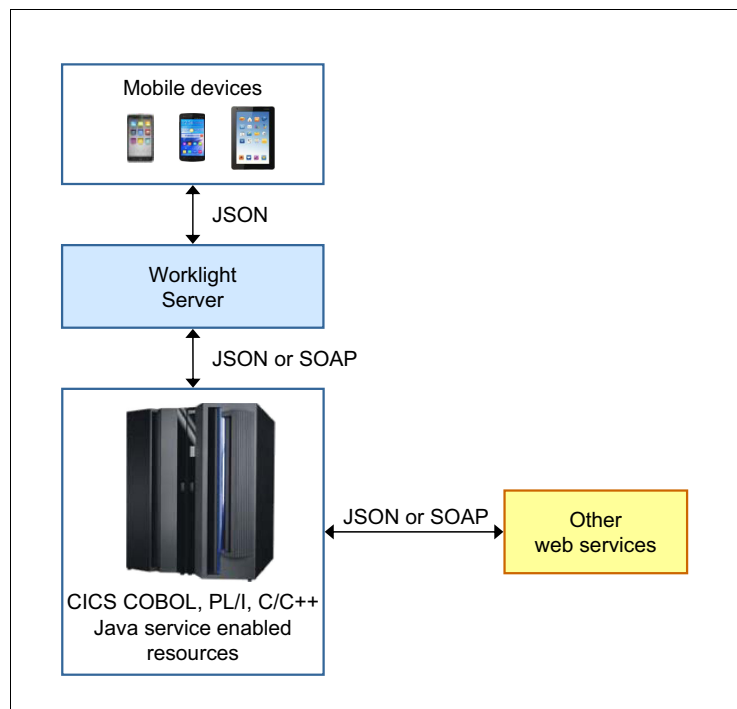 Mobile devices
JSON
Worklight
Server
JSON or SOAP
JSON or SOAP
Other
web services
CICS COBOL, PL/I, C/C++
Java service enabled
resources